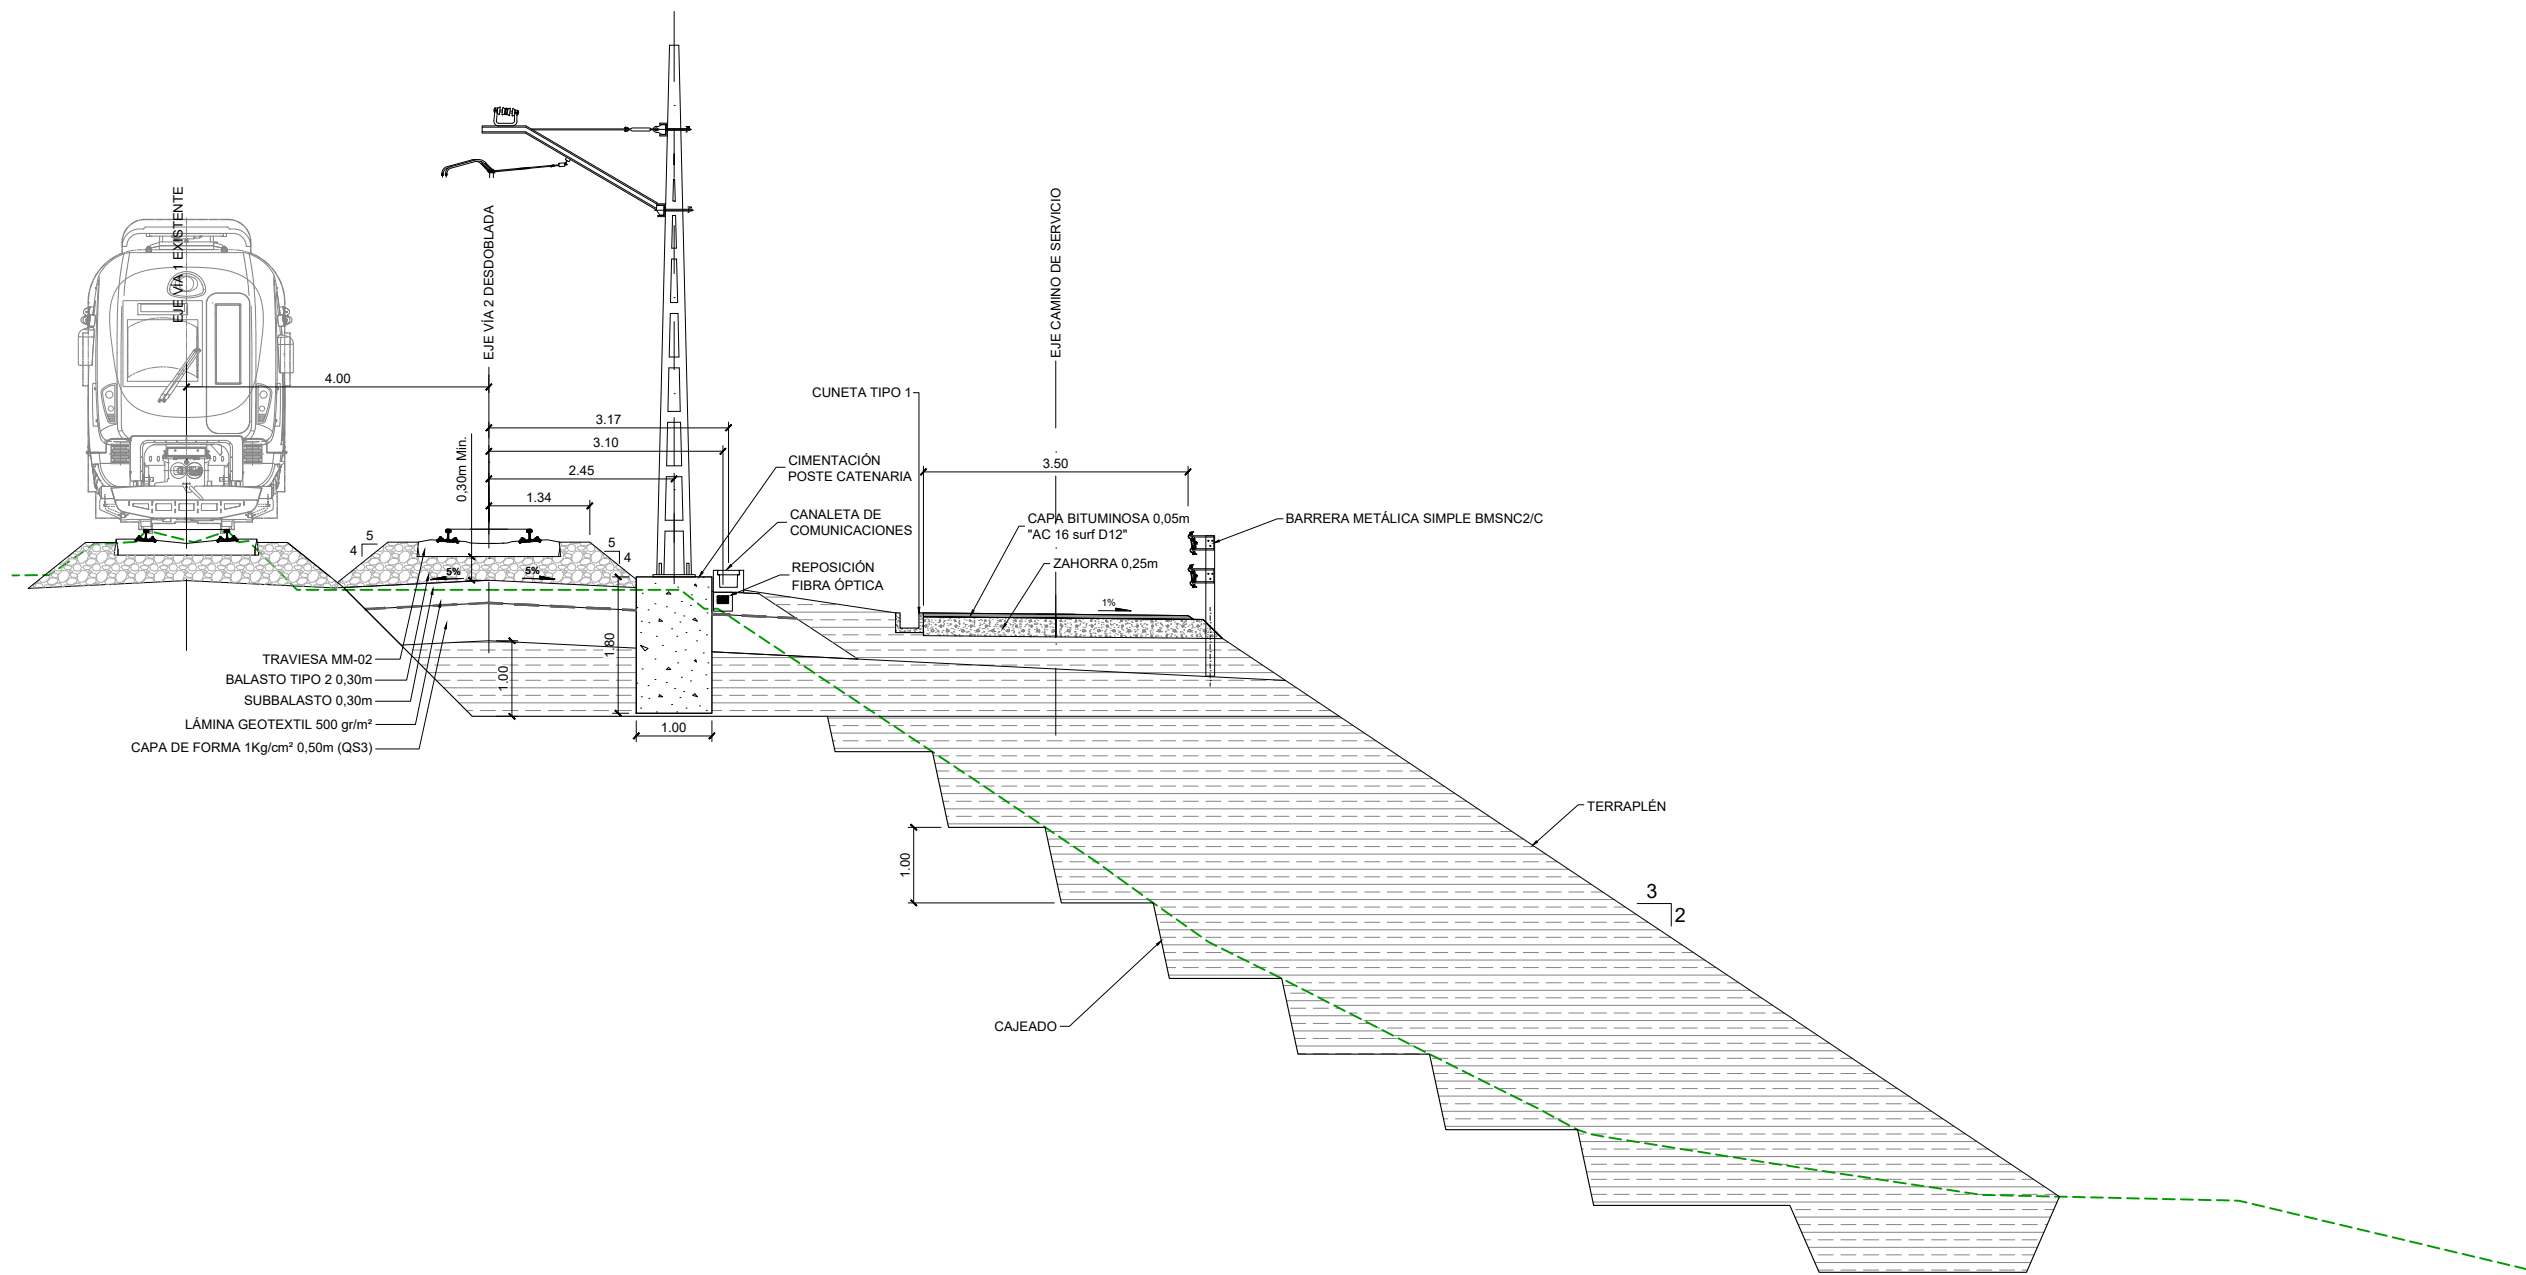 EJE VÍA 1 EXISTENTE
EJE VÍA 2 DESDOBLADA
EJE CAMINO DE SERVICIO
4.00
3.17
3.10
2.45
1.34
0,30m Min.
CUNETA TIPO 1
CIMENTACIÓN
POSTE CATENARIA
CANALETA DE
COMUNICACIONES
REPOSICIÓN
FIBRA ÓPTICA
3.50
CAPA BITUMINOSA 0,05m
"AC 16 surf D12"
ZAHORRA 0,25m
BARRERA METÁLICA SIMPLE BMSNC2/C
1%
5
4
5
4
5%
5%
1.80
1.00
1.00
TRAVIESA MM-02
BALASTO TIPO 2 0,30m
SUBBALASTO 0,30m
LÁMINA GEOTEXTIL 500 gr/m²
CAPA DE FORMA 1Kg/cm² 0,50m (QS3)
TERRAPLÉN
1.00
3
2
CAJEADO